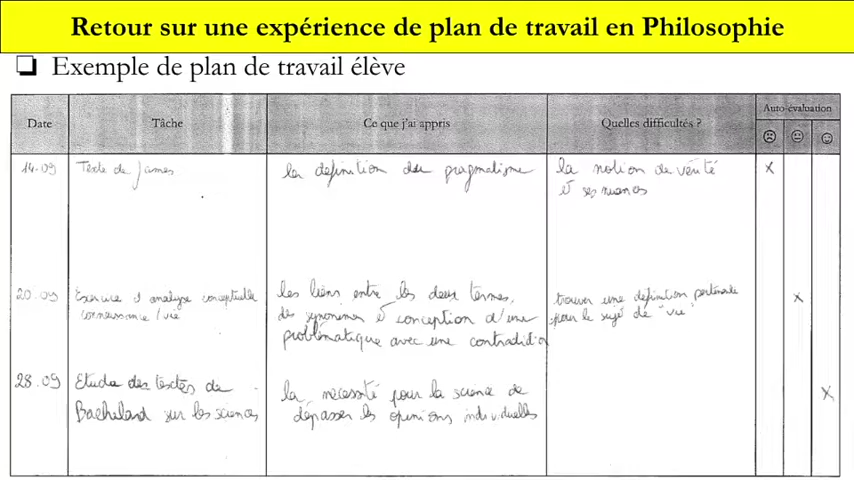 Retour sur une expérience de plan de travail en Philosophie
❑ Exemple de plan de travail élève
Date Tâche Ce que j'ai appris Quelles difficultés ? Auto-évaluation
14.09 Texte de James la définition du pragmatisme la notion de vérité x
et ses nuances
20.09 Exercice d'analyse conceptuelle les liens entre les deux termes, trouver une définition pertinente x
connaissance / vie des synonymes et conception d'une pour le sujet de "vie"
problématique avec une contradiction
28.09 Etude des textes de la nécessité pour la science de x
Bachelard sur les sciences dépasser les opinions individuelles